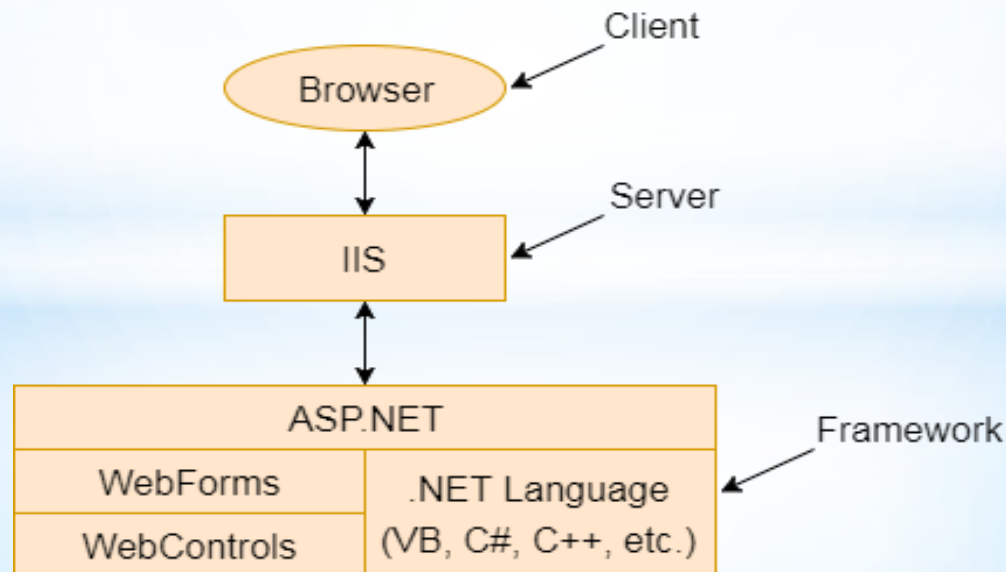 Client
Browser
Server
IIS
ASP.NET
Framework
WebForms
.NET Language
WebControls
(VB, C#, C++, etc.)